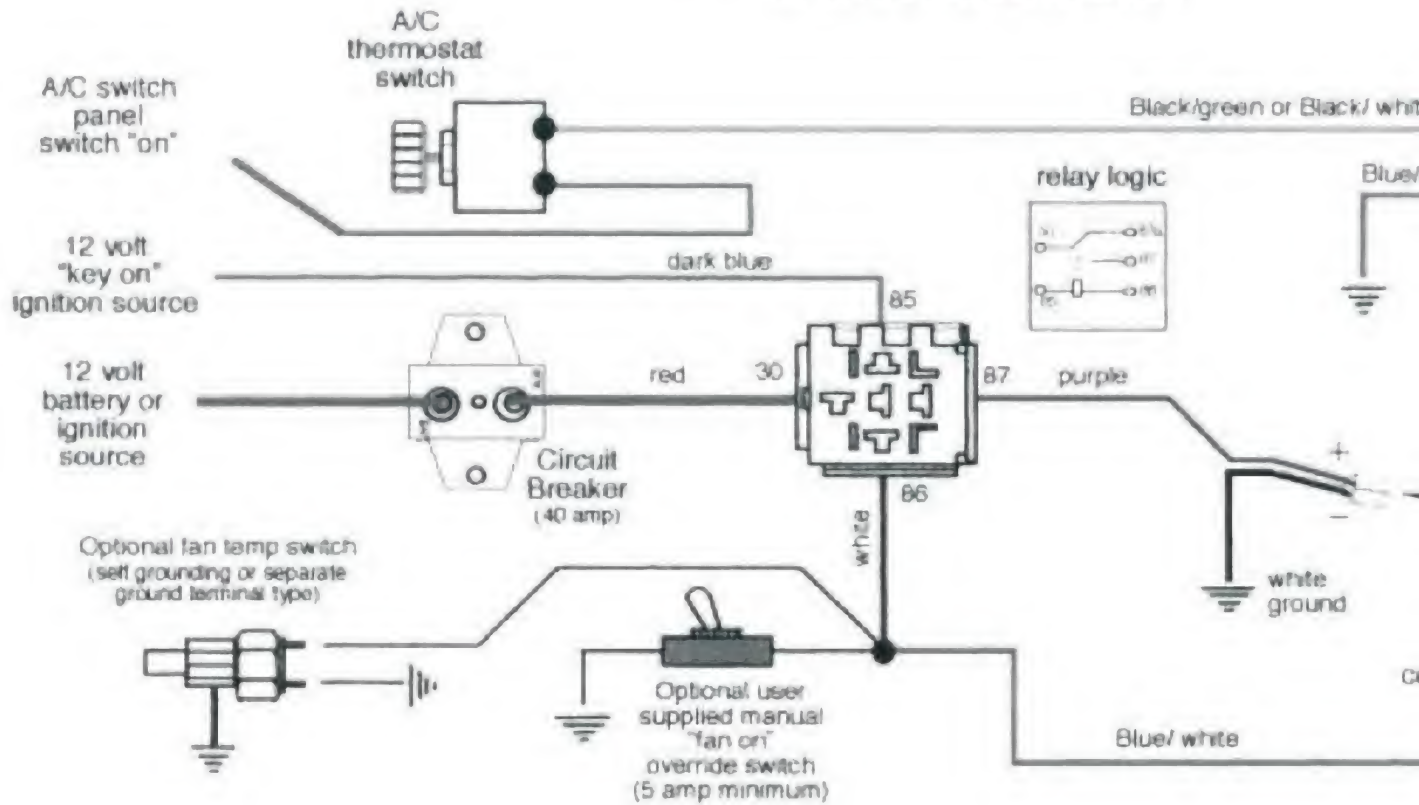 A/C
thermostat
switch
A/C switch
panel
switch "on"
Black/green or Black/ whit
relay logic
Blue/
12 volt
"key on"
ignition source
dark blue
85
12 volt
battery or
ignition
source
red
30
87
purple
Circuit
Breaker
(40 amp)
86
+
−
white
white
ground
Optional fan temp switch
(self grounding or separate
ground terminal type)
Optional user
supplied manual
"fan on"
override switch
(5 amp minimum)
Blue/ white